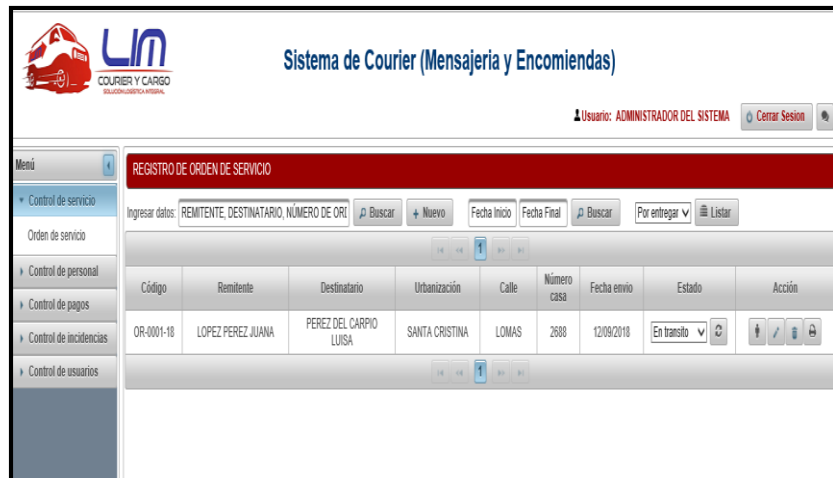 LIM
COURIER Y CARGO
SOLUCION LOGISTICA INTEGRAL
Sistema de Courier (Mensajeria y Encomiendas)
Usuario: ADMINISTRADOR DEL SISTEMA
Cerrar Sesion
Menú
REGISTRO DE ORDEN DE SERVICIO
Control de servicio
Orden de servicio
Control de personal
Control de pagos
Control de incidencias
Control de usuarios
Ingresar datos: REMITENTE, DESTINATARIO, NÚMERO DE ORI Buscar + Nuevo Fecha Inicio Fecha Final Buscar Por entregar Listar
1
Código Remitente Destinatario Urbanización Calle Número casa Fecha envio Estado Acción
OR-0001-18 LOPEZ PEREZ JUANA PEREZ DEL CARPIO LUISA SANTA CRISTINA LOMAS 2688 12/09/2018 En transito
1